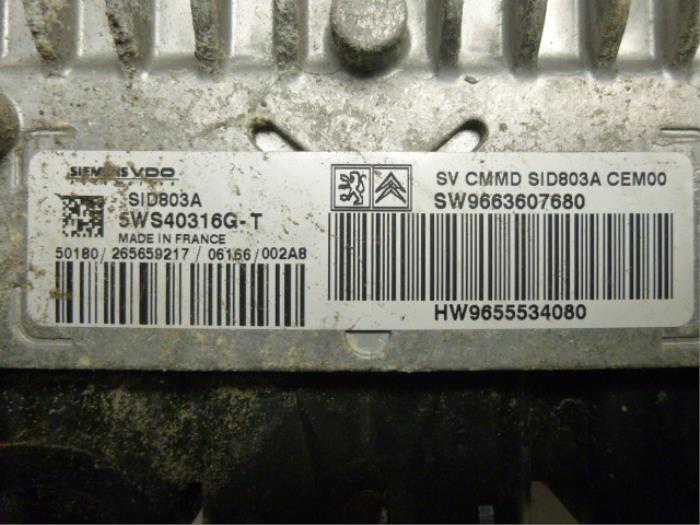 SIEMENS VDO
SID803A
5WS40316G-T
MADE IN FRANCE
50180/ 265659217 / 06166 /002A8
SV CMMD SID803A CEM00
SW9663607680
HW9655534080